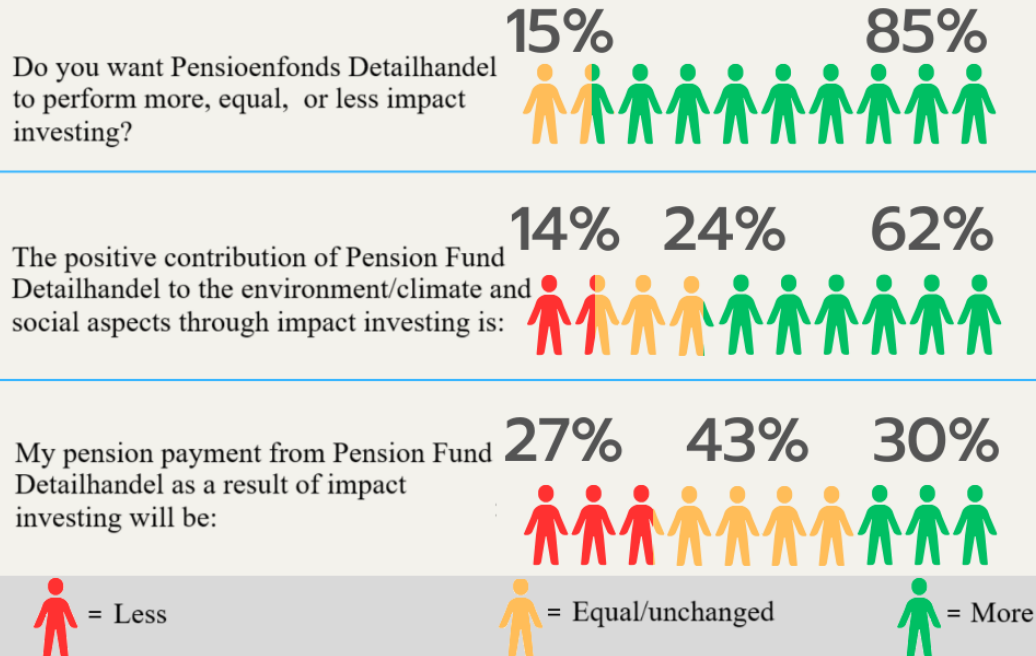 15% 85%
Do you want Pensioenfonds Detailhandel
to perform more, equal, or less impact
investing?
14% 24% 62%
The positive contribution of Pension Fund
Detailhandel to the environment/climate and
social aspects through impact investing is:
27% 43% 30%
My pension payment from Pension Fund
Detailhandel as a result of impact
investing will be:
= Less = Equal/unchanged = More